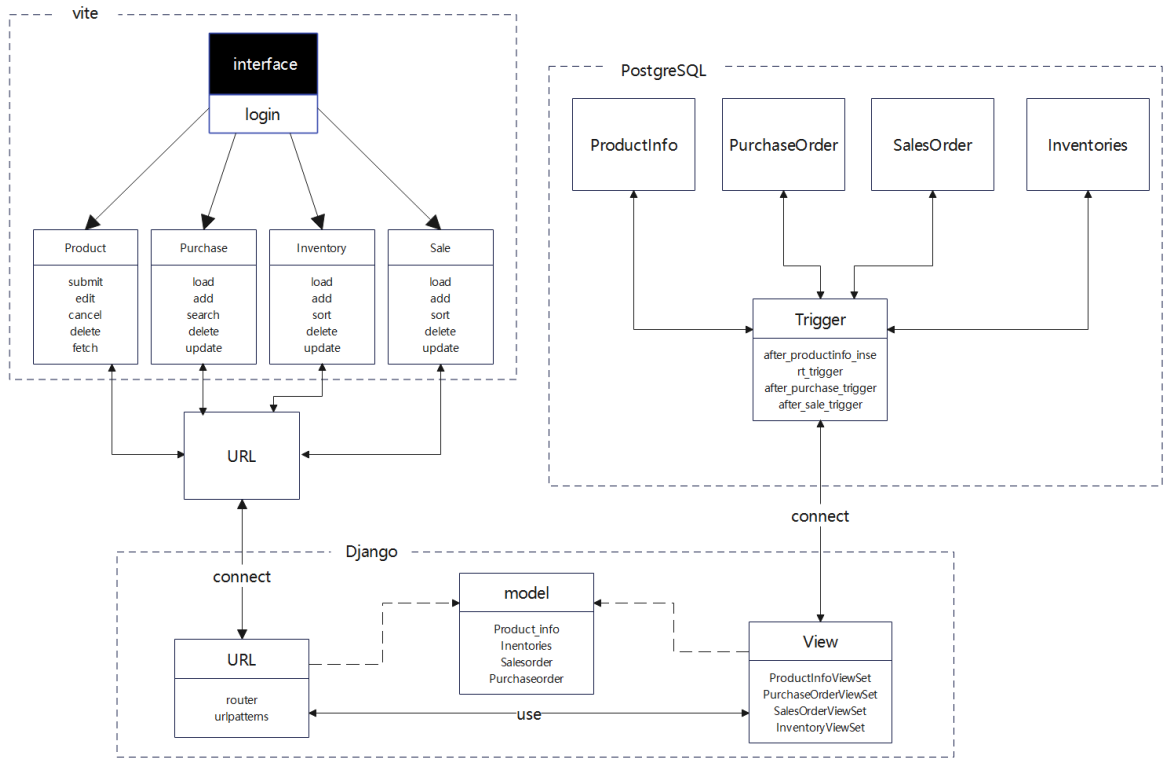 vite
interface
login
Product
submit
edit
cancel
delete
fetch
Purchase
load
add
search
delete
update
Inventory
load
add
sort
delete
update
Sale
load
add
sort
delete
update
URL
connect
PostgreSQL
ProductInfo
PurchaseOrder
SalesOrder
Inventories
Trigger
after_productinfo_inse
rt_trigger
after_purchase_trigger
after_sale_trigger
connect
Django
URL
router
urlpatterns
model
Product_info
Inentories
Salesorder
Purchaseorder
use
View
ProductInfoViewSet
PurchaseOrderViewSet
SalesOrderViewSet
InventoryViewSet